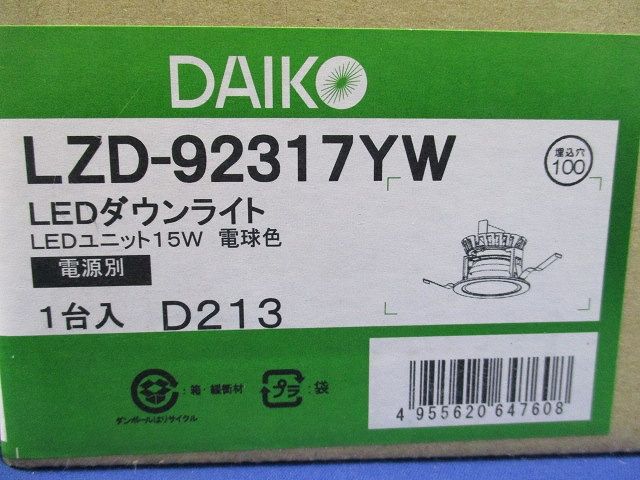 DAIKO
LZD-92317YW
埋込穴
100
LEDダウンライト
LEDユニット15W 電球色
電源別
1台入 D213
:箱・緩衝材
ダンボールはリサイクル
プラ
:袋
4 955620 647608